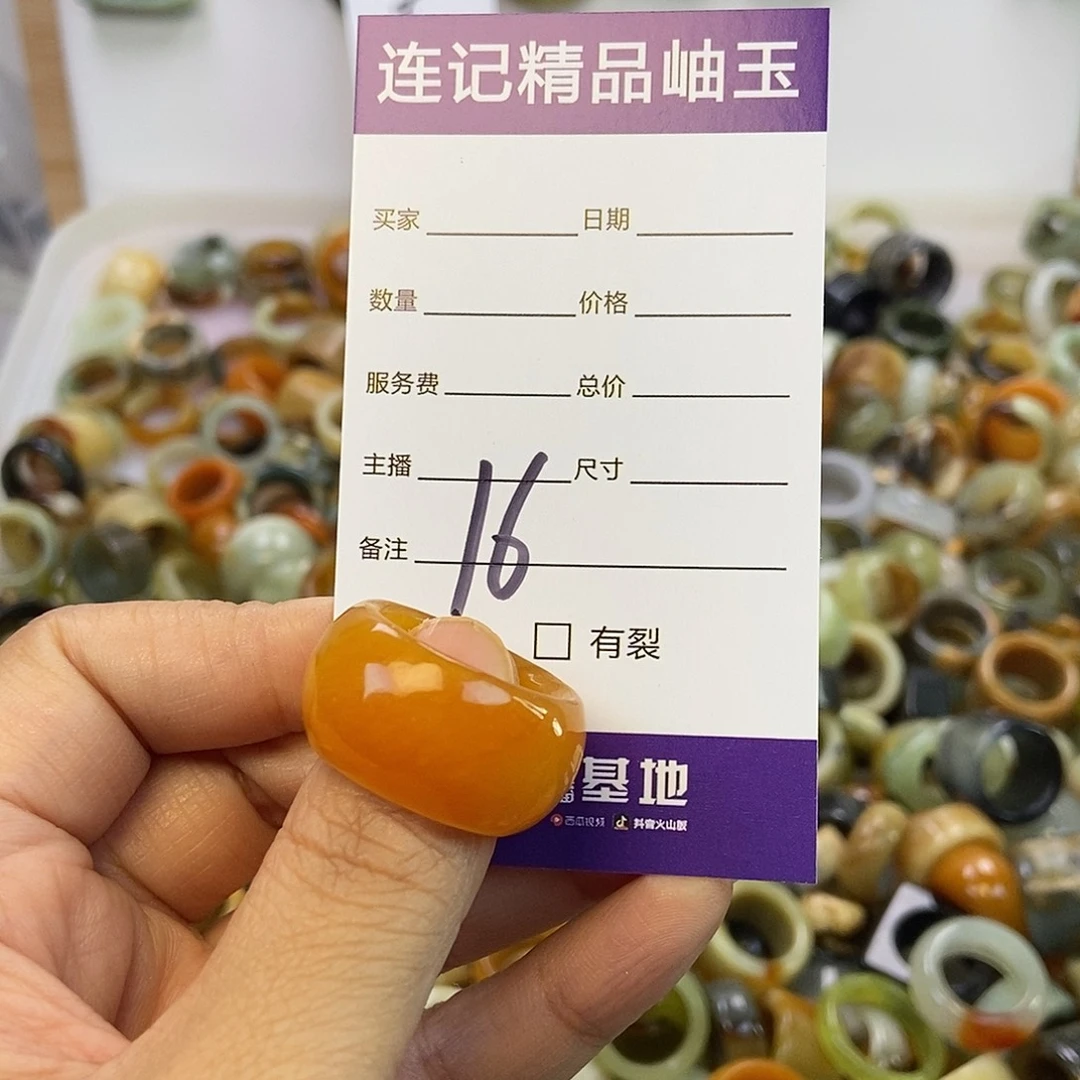 连记精品岫玉
买家 日期
数量 价格
服务费 总价
主播 尺寸
16
备注
有裂
基地
西瓜视频 抖音火山版